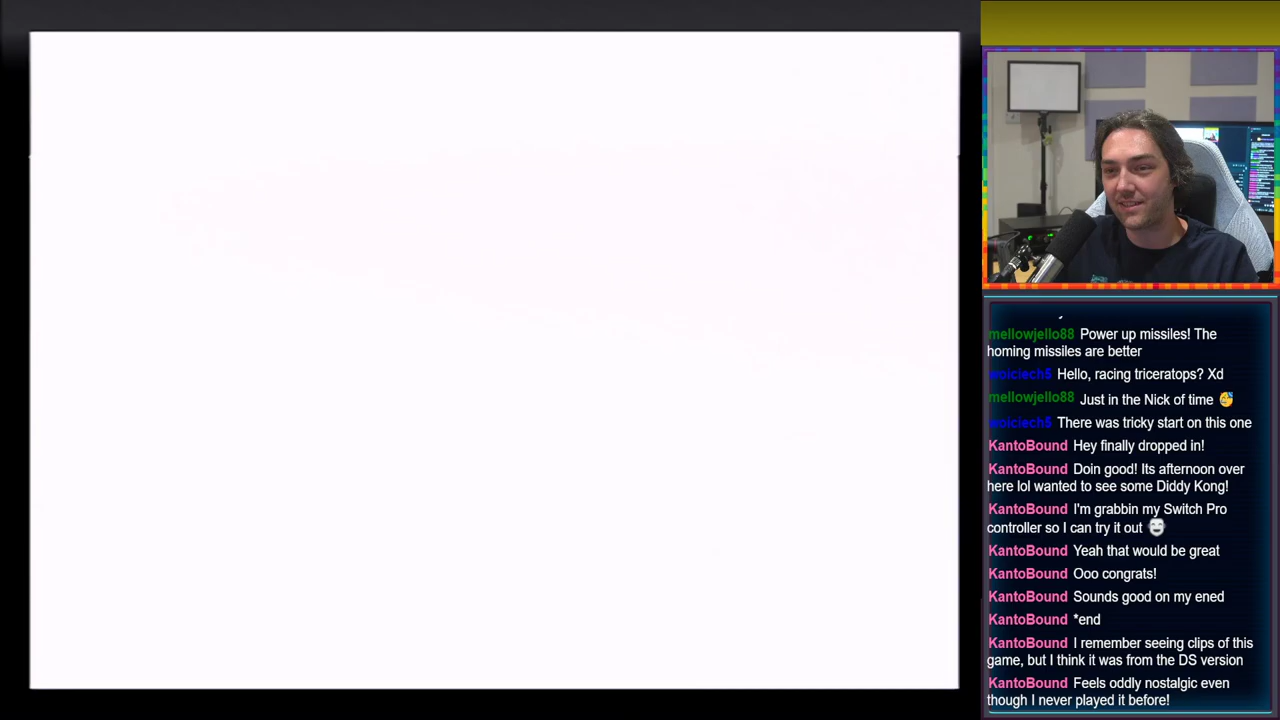 mellowjello88 Power up missiles! The
homing missiles are better
woiciech5 Hello, racing triceratops? Xd
mellowjello88 Just in the Nick of time 😅
woiciech5 There was tricky start on this one
KantoBound Hey finally dropped in!
KantoBound Doin good! Its afternoon over
here lol wanted to see some Diddy Kong!
KantoBound I'm grabbin my Switch Pro
controller so I can try it out
KantoBound Yeah that would be great
KantoBound Ooo congrats!
KantoBound Sounds good on my ened
KantoBound *end
KantoBound I remember seeing clips of this
game, but I think it was from the DS version
KantoBound Feels oddly nostalgic even
though I never played it before!